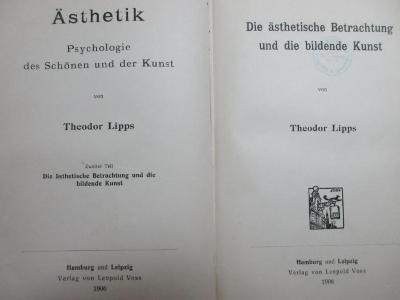 Ästhetik
Psychologie
des Schönen und der Kunst
von
Theodor Lipps
Zweiter Teil
Die ästhetische Betrachtung und die
bildende Kunst
Hamburg und Leipzig
Verlag von Leopold Voss
1906
Die ästhetische Betrachtung
und die bildende Kunst
von
Theodor Lipps
Hamburg und Leipzig
Verlag von Leopold Voss
1906